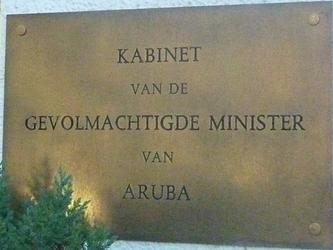 KABINET
VAN DE
GEVOLMACHTIGDE MINISTER
VAN
ARUBA